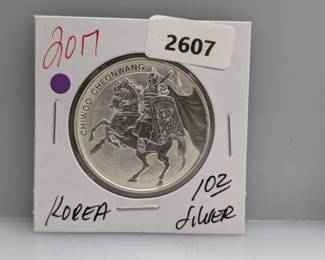 2017
2607
CHIWOO CHEONWANG
KOREA
1OZ
SILVER